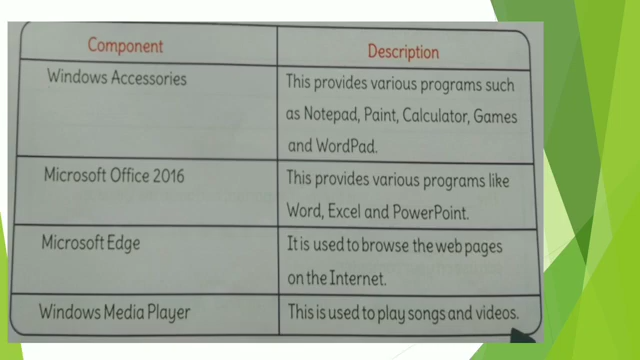 Component
Description
Windows Accessories
This provides various programs such
as Notepad, Paint, Calculator, Games
and WordPad.
Microsoft Office 2016
This provides various programs like
Word, Excel and PowerPoint.
Microsoft Edge
It is used to browse the web pages
on the Internet.
Windows Media Player
This is used to play songs and videos.